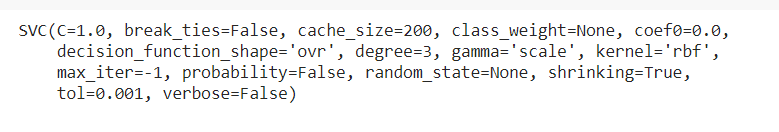 SVC(C=1.0, break_ties=False, cache_size=200, class_weight=None, coef0=0.0,
    decision_function_shape='ovr', degree=3, gamma='scale', kernel='rbf',
    max_iter=-1, probability=False, random_state=None, shrinking=True,
    tol=0.001, verbose=False)